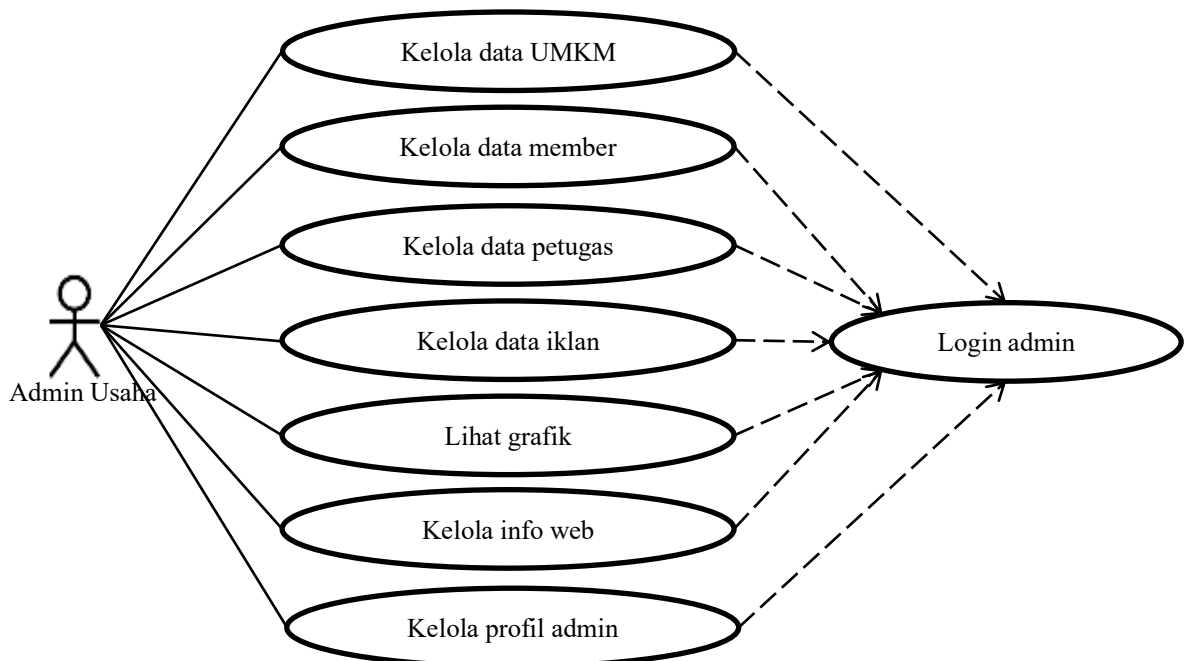 Kelola data UMKM
Kelola data member
Kelola data petugas
Kelola data iklan
Login admin
Admin Usaha
Lihat grafik
Kelola info web
Kelola profil admin